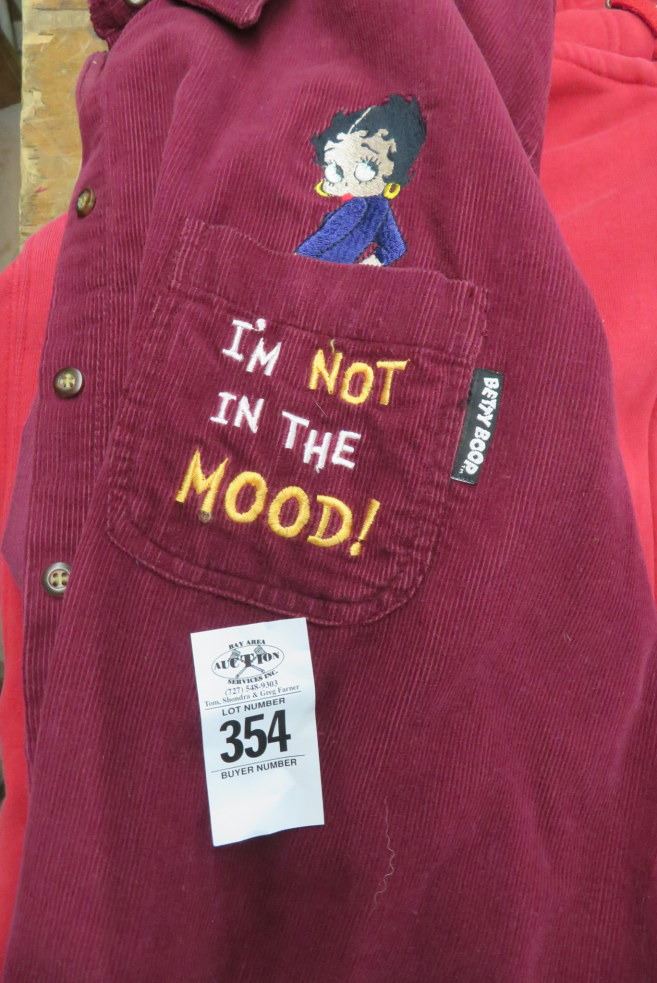 I'M NOT
IN THE
MOOD!
BETTY BOOP
BAY AREA
AUCTION
SERVICES INC.
(727) 548-9303
Tom, Shondra & Greg Farner
LOT NUMBER
354
BUYER NUMBER